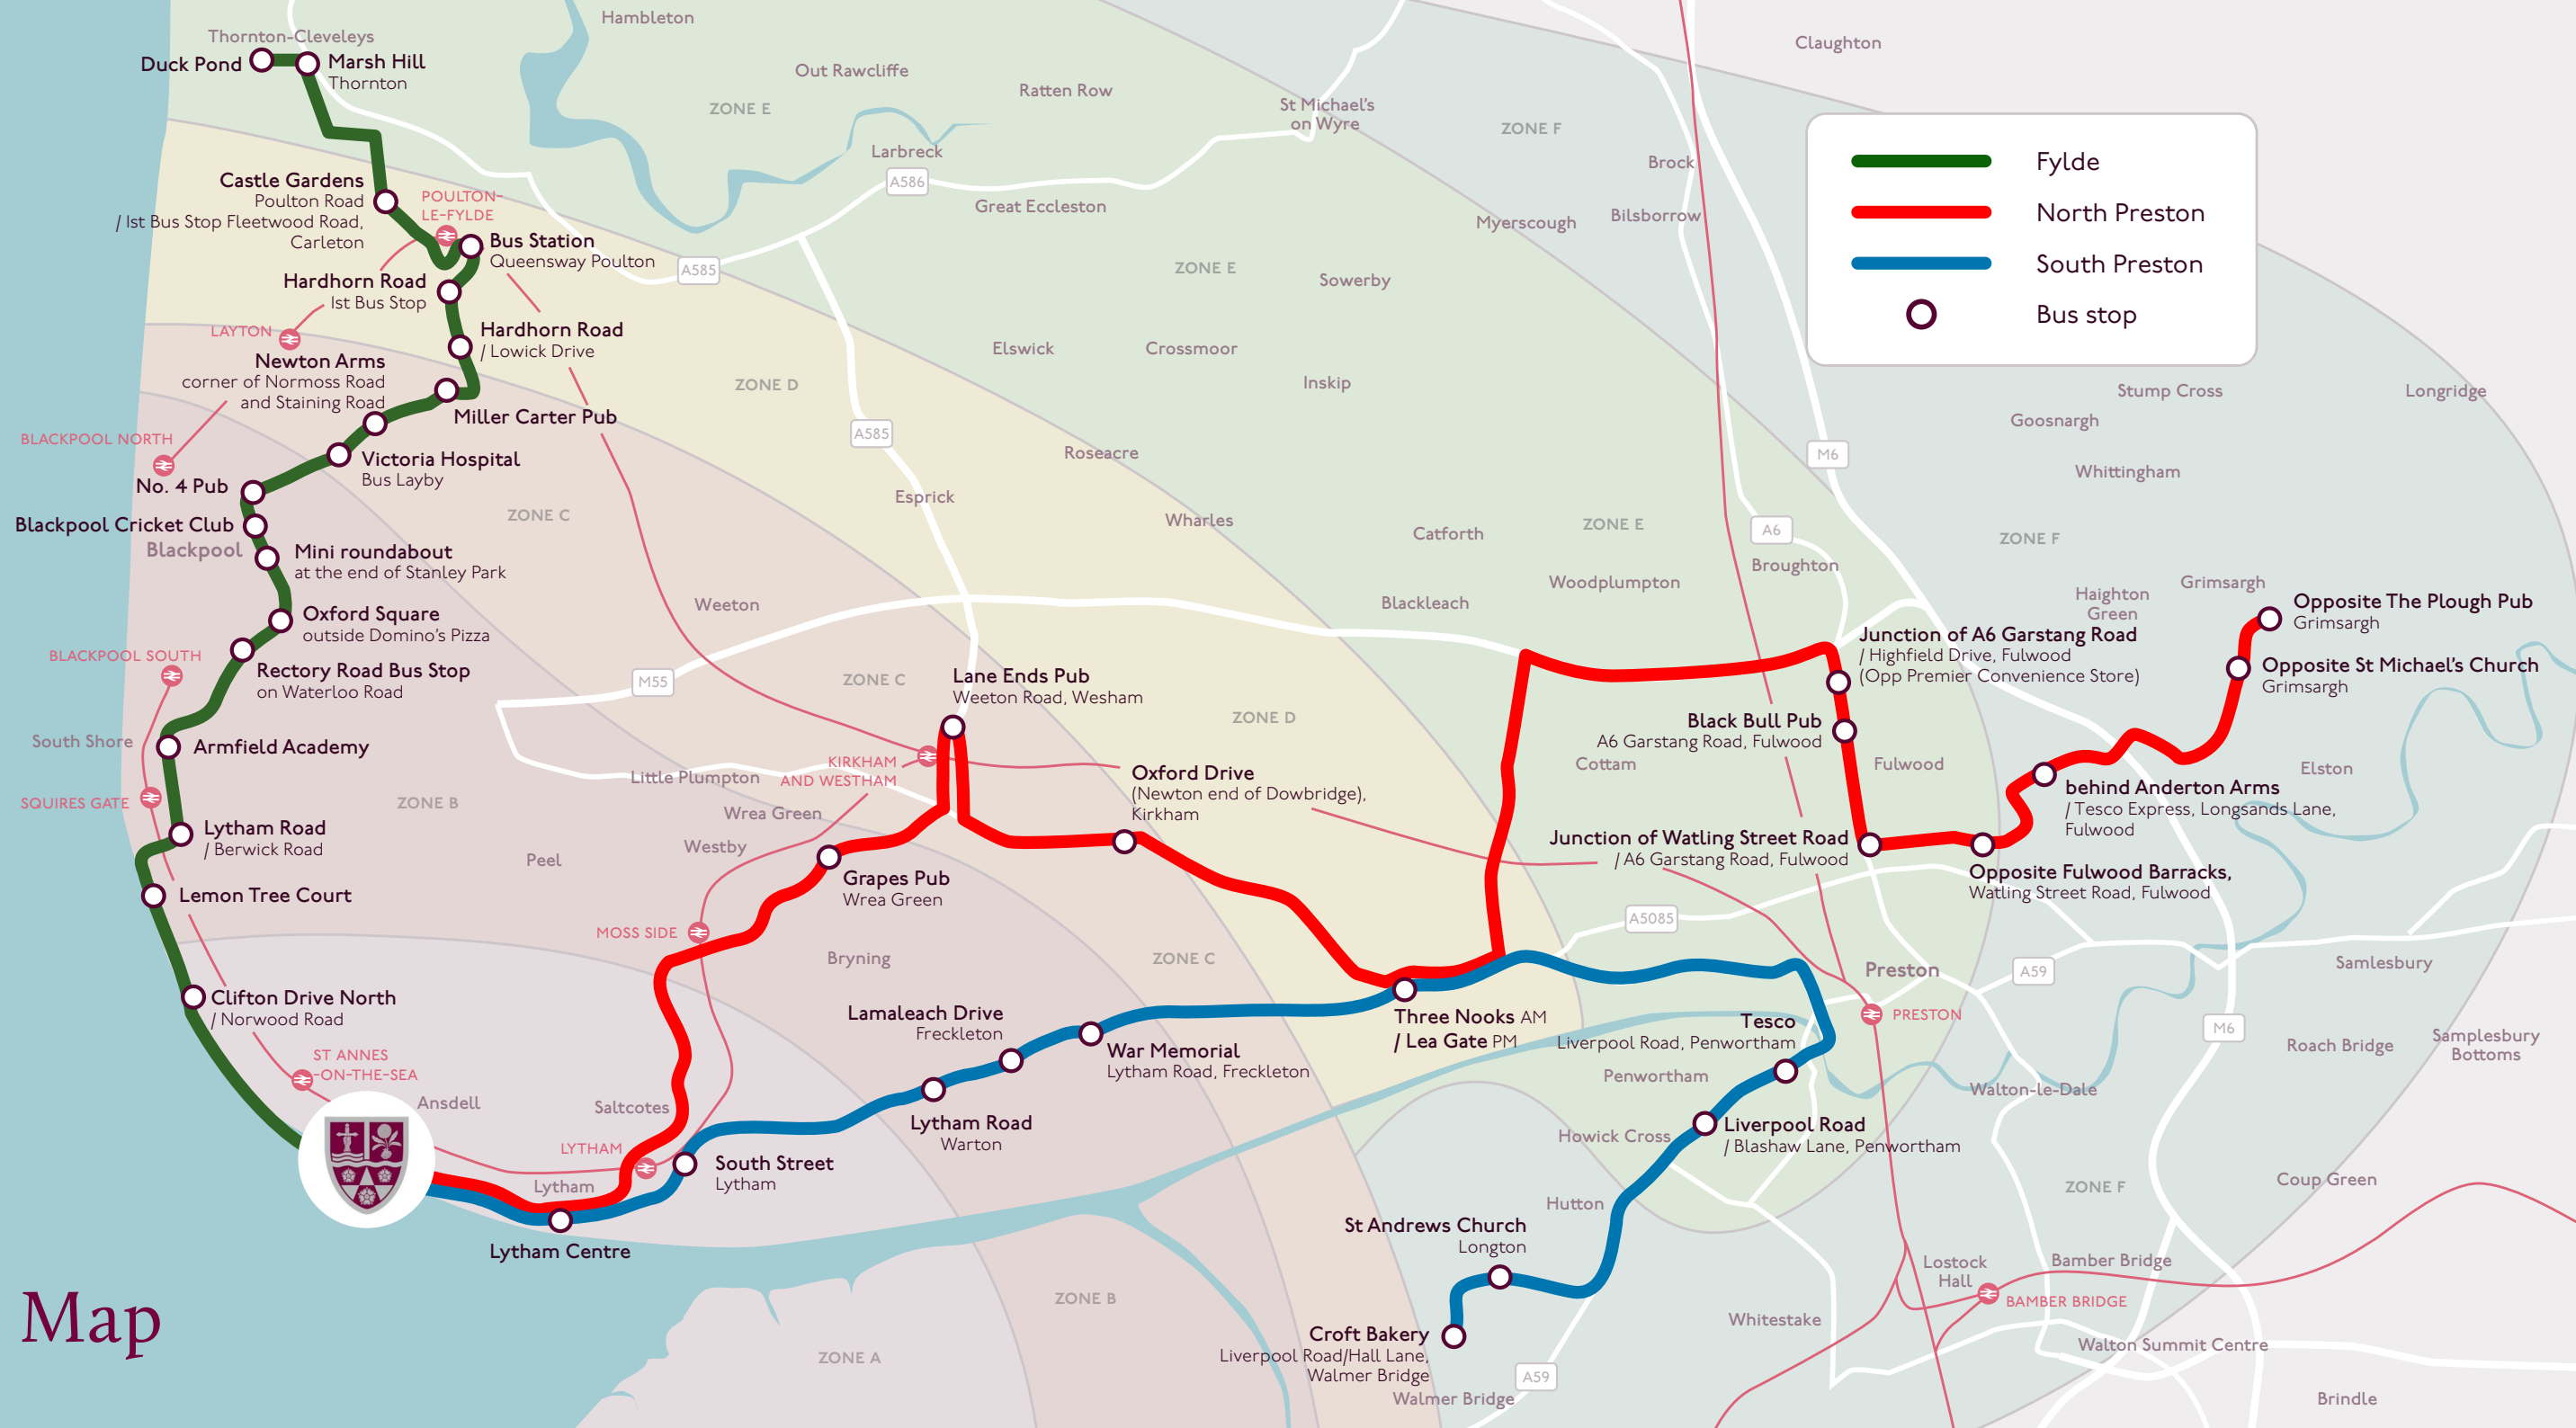 Hambleton
Thornton-Cleveleys
Claughton
Duck Pond
Marsh Hill
Thornton
Out Rawcliffe
Ratten Row
ZONE E
St Michael's
on Wyre
ZONE F
Larbreck
A586
Brock
Castle Gardens
Poulton Road
/ Ist Bus Stop Fleetwood Road,
Carleton
POULTON-
LE-FYLDE
Great Eccleston
Myerscough
Bilsborrow
Fylde
North Preston
South Preston
Bus stop
Bus Station
Queensway Poulton
A585
ZONE E
Sowerby
Hardhorn Road
Ist Bus Stop
LAYTON
Hardhorn Road
/ Lowick Drive
Elswick
Crossmoor
Inskip
Newton Arms
corner of Normoss Road
and Staining Road
ZONE D
Stump Cross
Longridge
Goosnargh
Miller Carter Pub
A585
BLACKPOOL NORTH
Roseacre
M6
Whittingham
Victoria Hospital
Bus Layby
No. 4 Pub
Esprick
Blackpool Cricket Club
Blackpool
ZONE C
Wharles
Catforth
ZONE E
A6
ZONE F
Mini roundabout
at the end of Stanley Park
Broughton
Woodplumpton
Grimsargh
Haighton
Green
Weeton
Blackleach
Opposite The Plough Pub
Grimsargh
Oxford Square
outside Domino's Pizza
Junction of A6 Garstang Road
/ Highfield Drive, Fulwood
(Opp Premier Convenience Store)
BLACKPOOL SOUTH
Rectory Road Bus Stop
on Waterloo Road
M55
ZONE C
Lane Ends Pub
Weeton Road, Wesham
Opposite St Michael's Church
Grimsargh
ZONE D
Black Bull Pub
A6 Garstang Road, Fulwood
South Shore
Armfield Academy
Cottam
Fulwood
Little Plumpton
KIRKHAM
AND WESTHAM
Oxford Drive
(Newton end of Dowbridge),
Kirkham
Elston
behind Anderton Arms
/ Tesco Express, Longsands Lane,
Fulwood
SQUIRES GATE
ZONE B
Wrea Green
Lytham Road
/ Berwick Road
Westby
Peel
Junction of Watling Street Road
/ A6 Garstang Road, Fulwood
Opposite Fulwood Barracks,
Watling Street Road, Fulwood
Grapes Pub
Wrea Green
Lemon Tree Court
MOSS SIDE
A5085
Bryning
ZONE C
Preston
A59
Samlesbury
Clifton Drive North
/ Norwood Road
Lamaleach Drive
Freckleton
Three Nooks AM
/ Lea Gate PM
Tesco
Liverpool Road, Penwortham
PRESTON
M6
Roach Bridge
Samplesbury
Bottoms
ST ANNES
-ON-THE-SEA
War Memorial
Lytham Road, Freckleton
Penwortham
Walton-le-Dale
Ansdell
Saltcotes
Lytham Road
Warton
Liverpool Road
/ Blashaw Lane, Penwortham
Howick Cross
LYTHAM
South Street
Lytham
Lytham
ZONE F
Coup Green
Hutton
Lytham Centre
St Andrews Church
Longton
Lostock
Hall
Bamber Bridge
BAMBER BRIDGE
ZONE B
Map
Whitestake
Croft Bakery
Liverpool Road/Hall Lane,
Walmer Bridge
ZONE A
A59
Walton Summit Centre
Walmer Bridge
Brindle